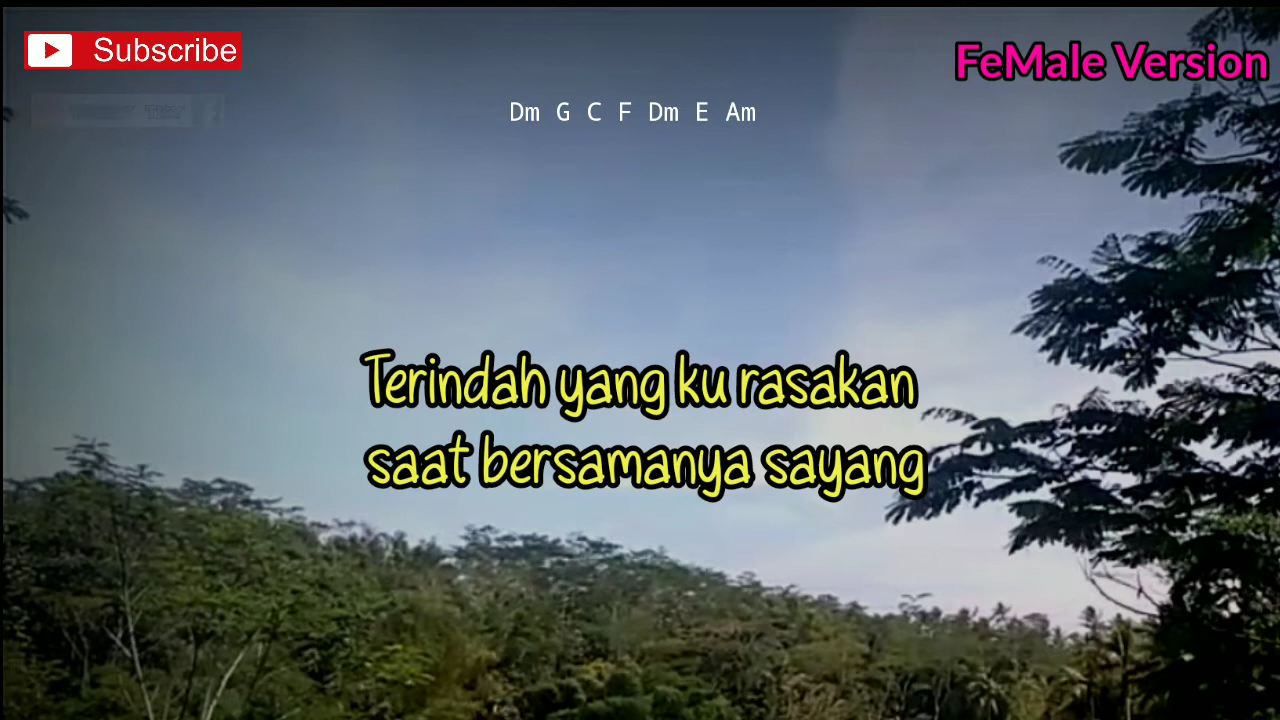 Subscribe
FeMale Version
Dm G C F Dm E Am
Terindah yang ku rasakan
saat bersamanya sayang